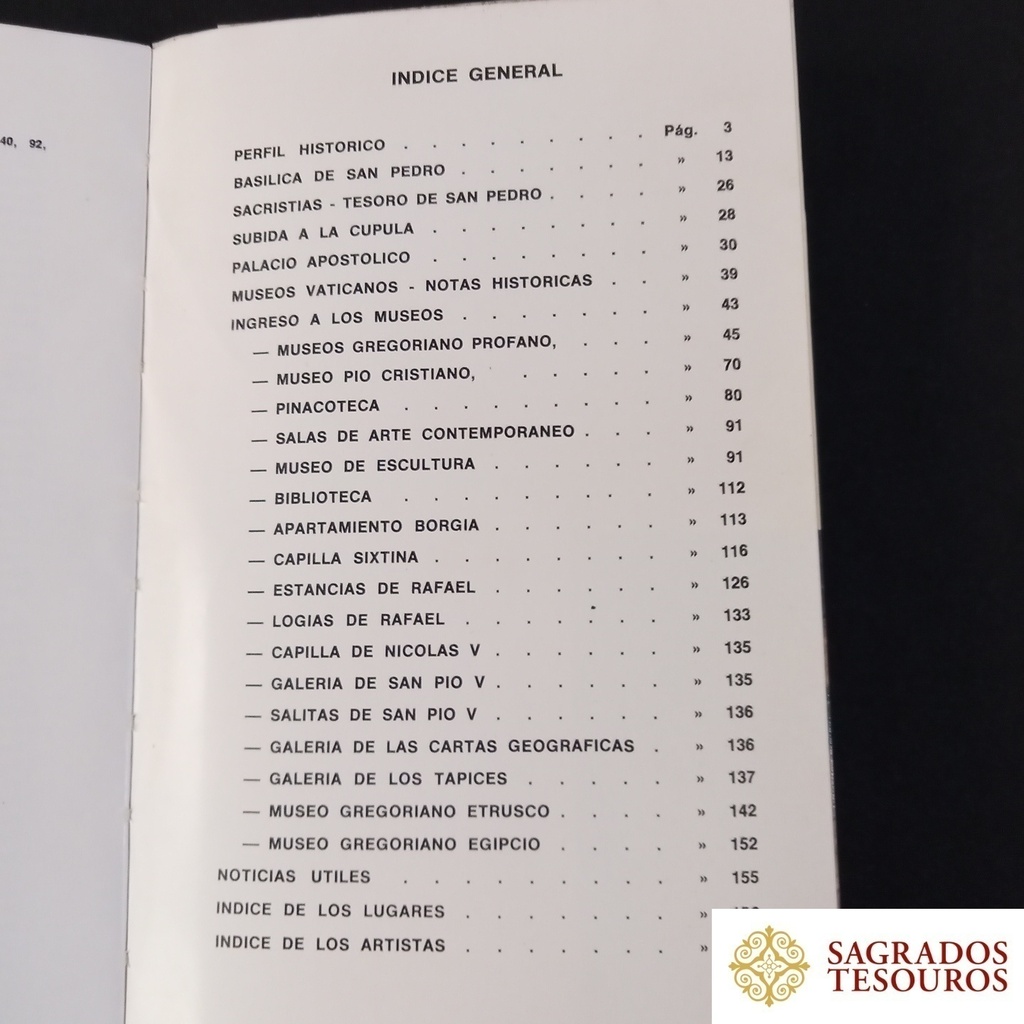 40, 92,
INDICE GENERAL
PERFIL HISTORICO . . . . . . . . . Pág. 3
BASILICA DE SAN PEDRO . . . . . . . » 13
SACRISTIAS - TESORO DE SAN PEDRO . . . . » 26
SUBIDA A LA CUPULA . . . . . . . . » 28
PALACIO APOSTOLICO . . . . . . . . » 30
MUSEOS VATICANOS - NOTAS HISTORICAS . . » 39
INGRESO A LOS MUSEOS . . . . . . . » 43
— MUSEOS GREGORIANO PROFANO, . . . » 45
— MUSEO PIO CRISTIANO, . . . . . » 70
— PINACOTECA . . . . . . . . . » 80
— SALAS DE ARTE CONTEMPORANEO . . . » 91
— MUSEO DE ESCULTURA . . . . . . » 91
— BIBLIOTECA . . . . . . . . . » 112
— APARTAMIENTO BORGIA . . . . . . » 113
— CAPILLA SIXTINA . . . . . . . . » 116
— ESTANCIAS DE RAFAEL . . . . . . » 126
— LOGIAS DE RAFAEL . . . . . . . » 133
— CAPILLA DE NICOLAS V . . . . . . » 135
— GALERIA DE SAN PIO V . . . . . . » 135
— SALITAS DE SAN PIO V . . . . . . » 136
— GALERIA DE LAS CARTAS GEOGRAFICAS . » 136
— GALERIA DE LOS TAPICES . . . . . » 137
— MUSEO GREGORIANO ETRUSCO . . . . » 142
— MUSEO GREGORIANO EGIPCIO . . . . » 152
NOTICIAS UTILES . . . . . . . . . » 155
INDICE DE LOS LUGARES . . . . . . . »
INDICE DE LOS ARTISTAS . . . . . . . »
SAGRADOS
TESOUROS